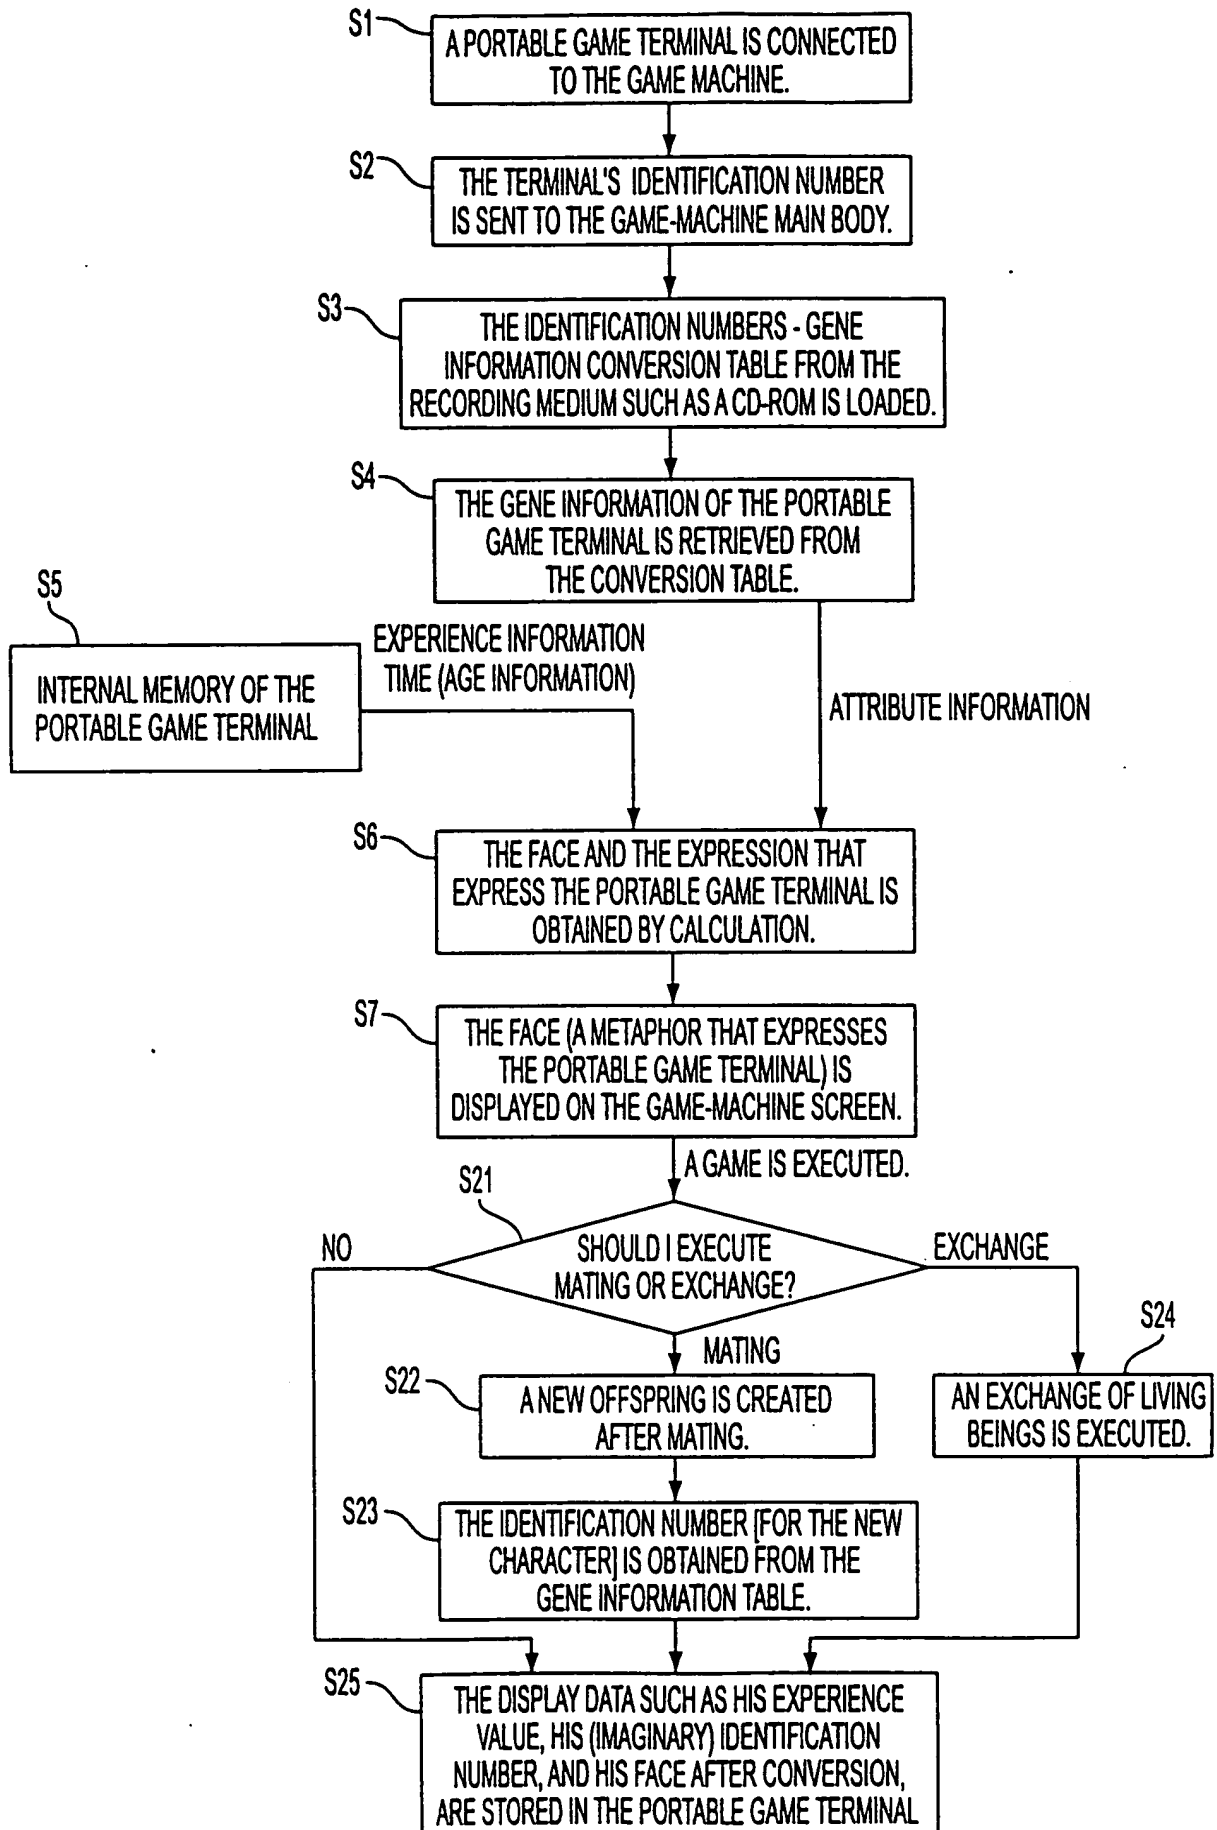 S1
A PORTABLE GAME TERMINAL IS CONNECTED
TO THE GAME MACHINE.
S2
THE TERMINAL'S IDENTIFICATION NUMBER
IS SENT TO THE GAME-MACHINE MAIN BODY.
S3
THE IDENTIFICATION NUMBERS - GENE
INFORMATION CONVERSION TABLE FROM THE
RECORDING MEDIUM SUCH AS A CD-ROM IS LOADED.
S4
THE GENE INFORMATION OF THE PORTABLE
GAME TERMINAL IS RETRIEVED FROM
THE CONVERSION TABLE.
S5
INTERNAL MEMORY OF THE
PORTABLE GAME TERMINAL
EXPERIENCE INFORMATION
TIME (AGE INFORMATION)
ATTRIBUTE INFORMATION
S6
THE FACE AND THE EXPRESSION THAT
EXPRESS THE PORTABLE GAME TERMINAL IS
OBTAINED BY CALCULATION.
S7
THE FACE (A METAPHOR THAT EXPRESSES
THE PORTABLE GAME TERMINAL) IS
DISPLAYED ON THE GAME-MACHINE SCREEN.
A GAME IS EXECUTED.
S21
SHOULD I EXECUTE
MATING OR EXCHANGE?
NO
EXCHANGE
MATING
S22
A NEW OFFSPRING IS CREATED
AFTER MATING.
S24
AN EXCHANGE OF LIVING
BEINGS IS EXECUTED.
S23
THE IDENTIFICATION NUMBER [FOR THE NEW
CHARACTER] IS OBTAINED FROM THE
GENE INFORMATION TABLE.
S25
THE DISPLAY DATA SUCH AS HIS EXPERIENCE
VALUE, HIS (IMAGINARY) IDENTIFICATION
NUMBER, AND HIS FACE AFTER CONVERSION,
ARE STORED IN THE PORTABLE GAME TERMINAL